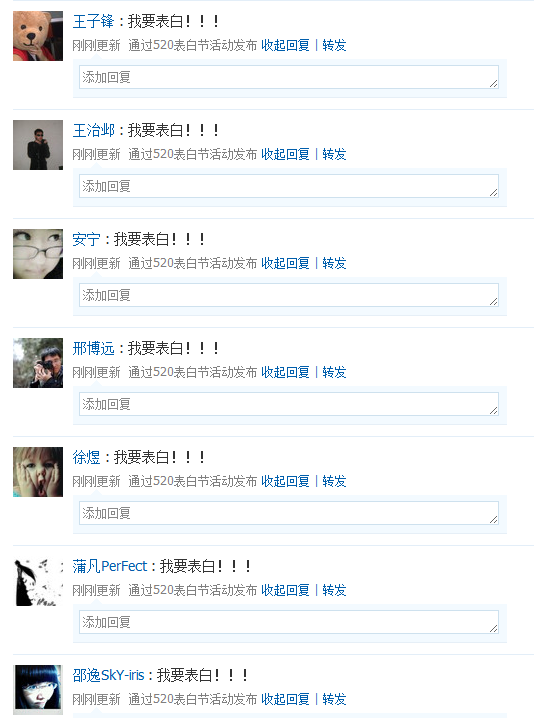 王子锋：我要表白！！！
刚刚更新 通过520表白节活动发布 收起回复 | 转发
添加回复
王治邺：我要表白！！！
刚刚更新 通过520表白节活动发布 收起回复 | 转发
添加回复
安宁：我要表白！！！
刚刚更新 通过520表白节活动发布 收起回复 | 转发
添加回复
邢博远：我要表白！！！
刚刚更新 通过520表白节活动发布 收起回复 | 转发
添加回复
徐煜：我要表白！！！
刚刚更新 通过520表白节活动发布 收起回复 | 转发
添加回复
蒲凡PerFect：我要表白！！！
刚刚更新 通过520表白节活动发布 收起回复 | 转发
添加回复
邵逸SkY-iris：我要表白！！！
刚刚更新 通过520表白节活动发布 收起回复 | 转发